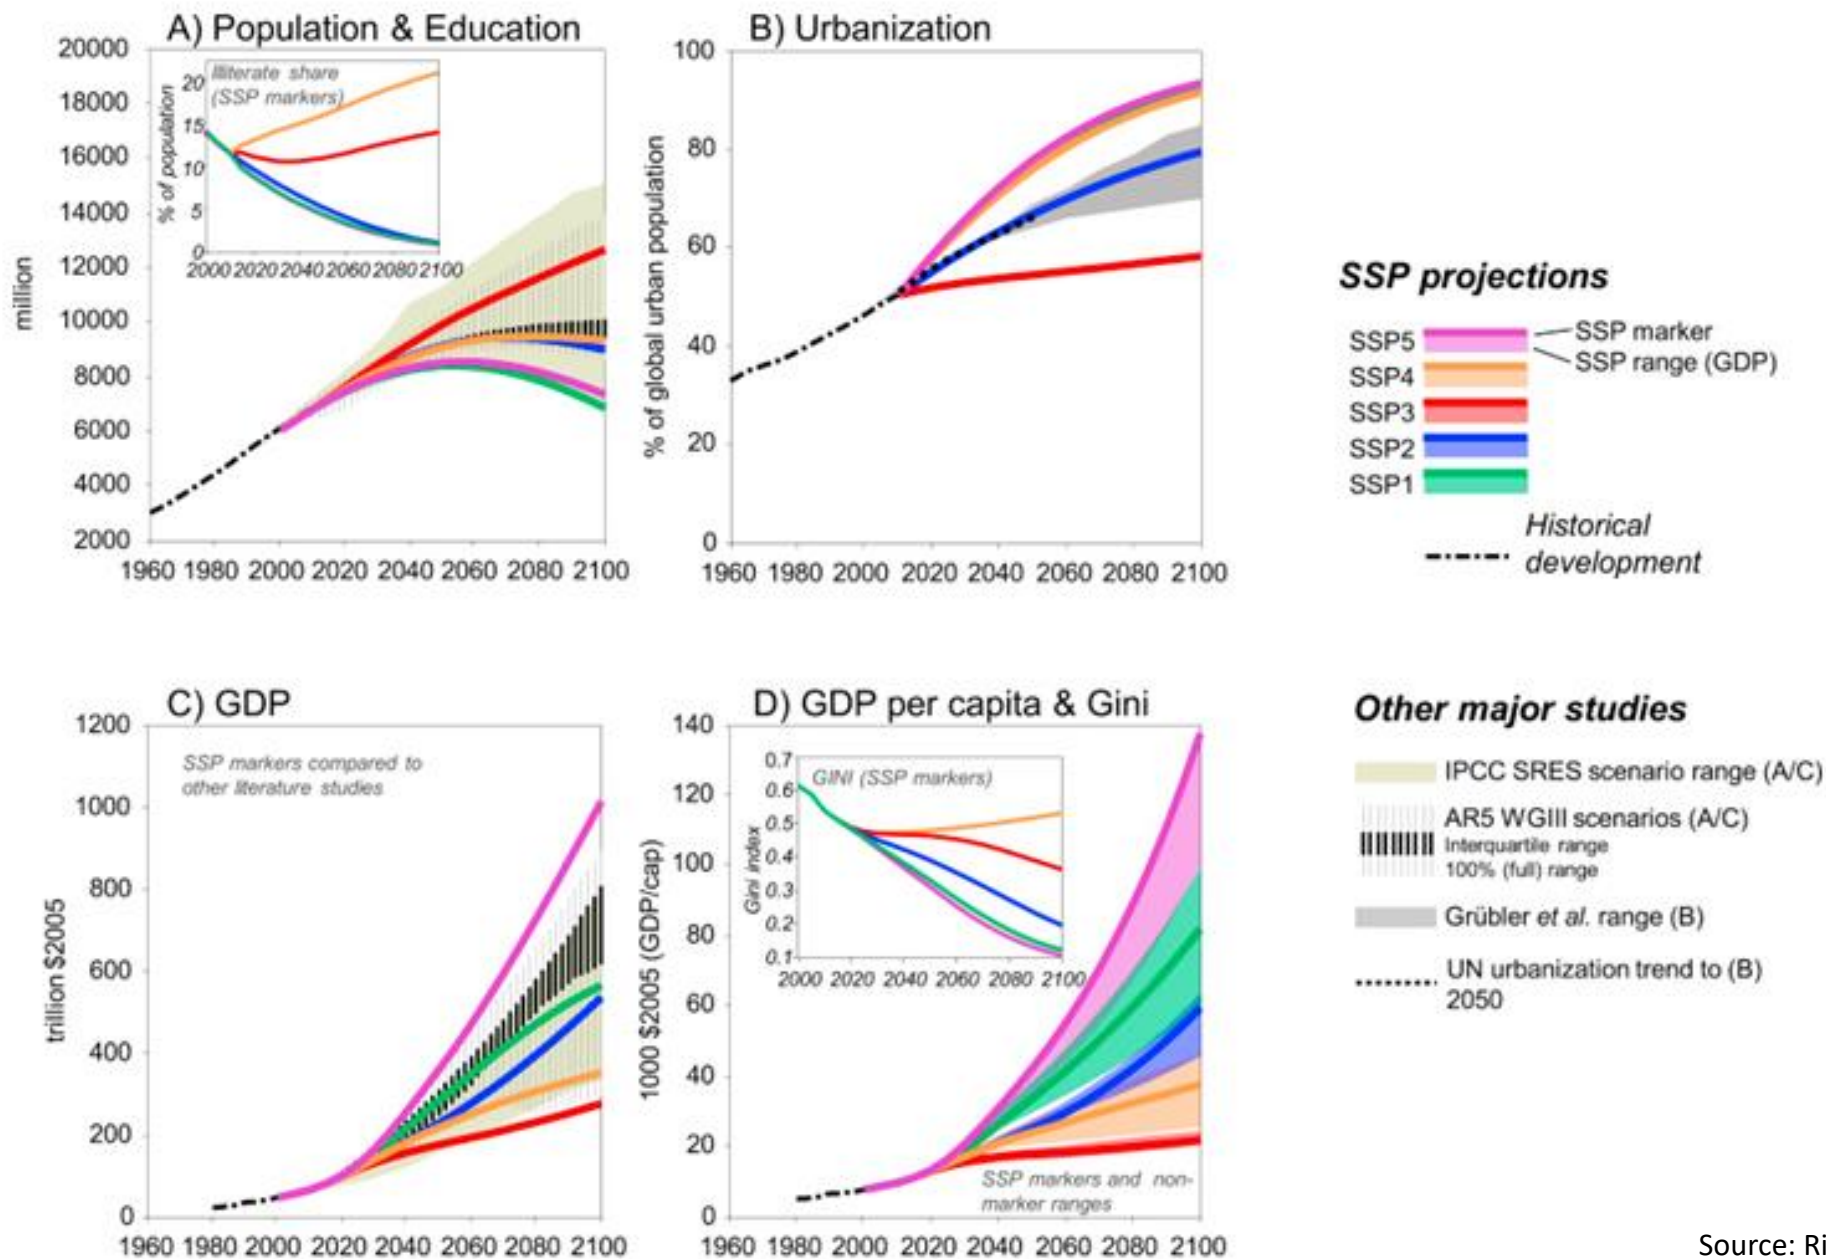 A) Population & Education
20000
18000
16000
14000
12000
10000
8000
6000
4000
2000
million
1960 1980 2000 2020 2040 2060 2080 2100
Illiterate share
(SSP markers)
% of population
20
15
10
5
0
2000 2020 2040 2060 2080 2100
B) Urbanization
100
80
60
40
20
0
% of global urban population
1960 1980 2000 2020 2040 2060 2080 2100
SSP projections
SSP5
SSP4
SSP3
SSP2
SSP1
SSP marker
SSP range (GDP)
Historical
development
C) GDP
1200
1000
800
600
400
200
0
trillion $2005
SSP markers compared to
other literature studies
1960 1980 2000 2020 2040 2060 2080 2100
D) GDP per capita & Gini
140
120
100
80
60
40
20
0
1000 $2005 (GDP/cap)
GINI (SSP markers)
Gini index
0.7
0.6
0.5
0.4
0.3
0.2
0.1
2000 2020 2040 2060 2080 2100
SSP markers and non-
marker ranges
1960 1980 2000 2020 2040 2060 2080 2100
Other major studies
IPCC SRES scenario range (A/C)
AR5 WGIII scenarios (A/C)
Interquartile range
100% (full) range
Grübler et al. range (B)
UN urbanization trend to (B)
2050
Source: Ri